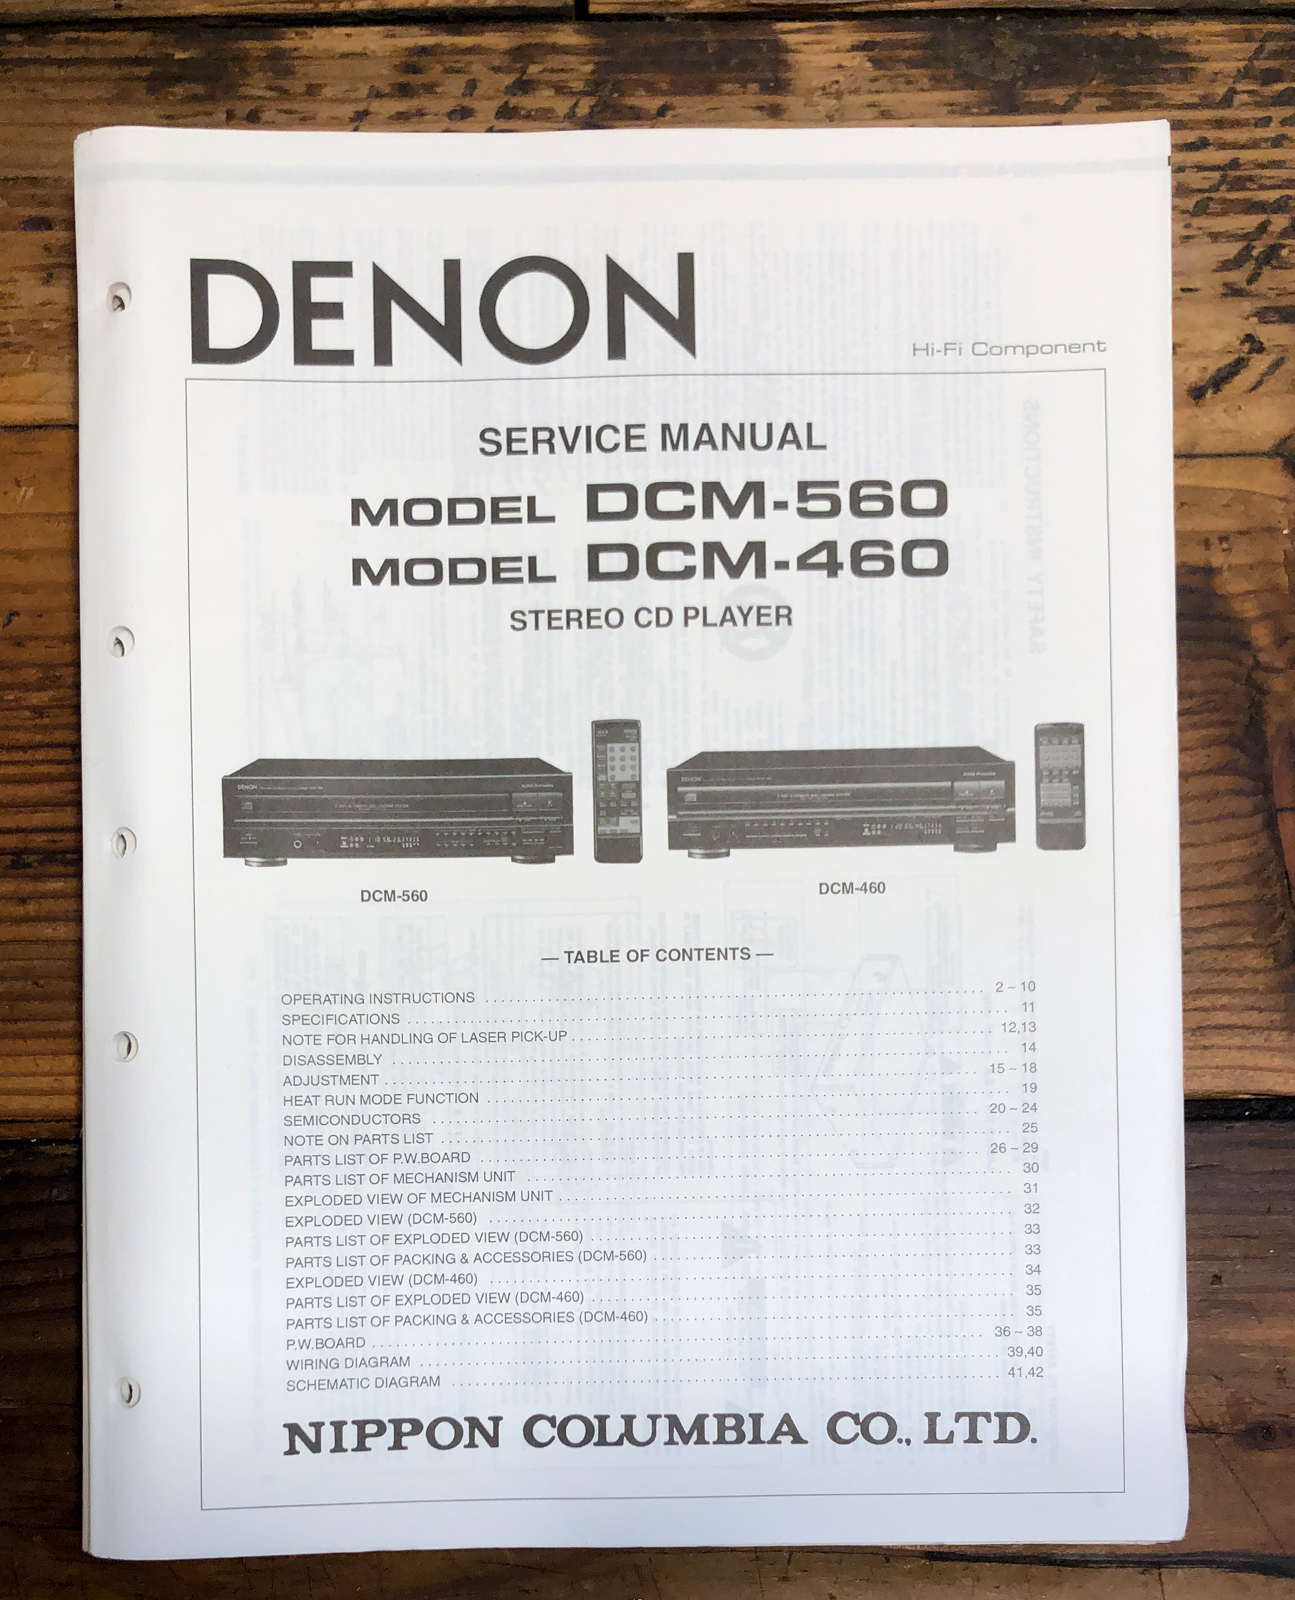 DENON
Hi-Fi Component
SERVICE MANUAL
MODEL DCM-560
MODEL DCM-460
STEREO CD PLAYER
DENON
DENON
DCM-560
DCM-460
— TABLE OF CONTENTS —
OPERATING INSTRUCTIONS ........ 2 ~ 10
SPECIFICATIONS ........ 11
NOTE FOR HANDLING OF LASER PICK-UP ........ 12,13
DISASSEMBLY ........ 14
ADJUSTMENT ........ 15 ~ 18
HEAT RUN MODE FUNCTION ........ 19
SEMICONDUCTORS ........ 20 ~ 24
NOTE ON PARTS LIST ........ 25
PARTS LIST OF P.W.BOARD ........ 26 ~ 29
PARTS LIST OF MECHANISM UNIT ........ 30
EXPLODED VIEW OF MECHANISM UNIT ........ 31
EXPLODED VIEW (DCM-560) ........ 32
PARTS LIST OF EXPLODED VIEW (DCM-560) ........ 33
PARTS LIST OF PACKING & ACCESSORIES (DCM-560) ........ 33
EXPLODED VIEW (DCM-460) ........ 34
PARTS LIST OF EXPLODED VIEW (DCM-460) ........ 35
PARTS LIST OF PACKING & ACCESSORIES (DCM-460) ........ 35
P.W.BOARD ........ 36 ~ 38
WIRING DIAGRAM ........ 39,40
SCHEMATIC DIAGRAM ........ 41,42
NIPPON COLUMBIA CO., LTD.
SAFETY INSTRUCTIONS